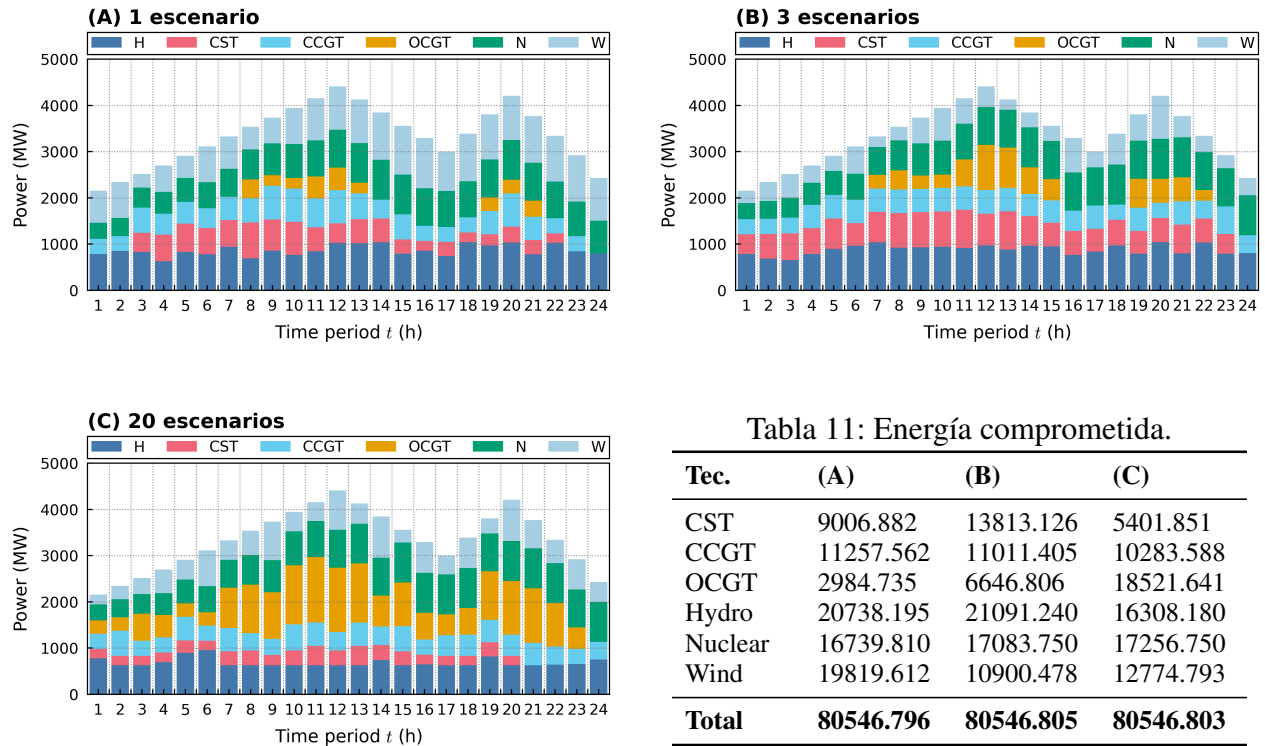 (A) 1 escenario
H CST CCGT OCGT N W
5000
4000
3000
2000
1000
0
Power (MW)
1 2 3 4 5 6 7 8 9 10 11 12 13 14 15 16 17 18 19 20 21 22 23 24
Time period t (h)
(B) 3 escenarios
H CST CCGT OCGT N W
5000
4000
3000
2000
1000
0
Power (MW)
1 2 3 4 5 6 7 8 9 10 11 12 13 14 15 16 17 18 19 20 21 22 23 24
Time period t (h)
(C) 20 escenarios
H CST CCGT OCGT N W
5000
4000
3000
2000
1000
0
Power (MW)
1 2 3 4 5 6 7 8 9 10 11 12 13 14 15 16 17 18 19 20 21 22 23 24
Time period t (h)
Tabla 11: Energía comprometida.
Tec. (A) (B) (C)
CST 9006.882 13813.126 5401.851
CCGT 11257.562 11011.405 10283.588
OCGT 2984.735 6646.806 18521.641
Hydro 20738.195 21091.240 16308.180
Nuclear 16739.810 17083.750 17256.750
Wind 19819.612 10900.478 12774.793
Total 80546.796 80546.805 80546.803